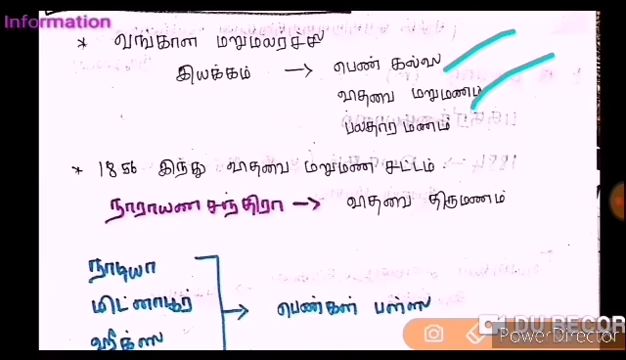 Information
* வங்காள மறுமலர்ச்சி
இயக்கம் → பெண் கல்வி
விதவை மறுமணம்
பலதார மணம்
* 1856 இந்து விதவை மறுமண சட்டம்.
நாராயண சந்திரா → விதவை திருமணம்
நாடியா
மிட்னாபூர் → பெண்கள் பள்ளி
ஹூக்ளி
DU RECOR
PowerDirector